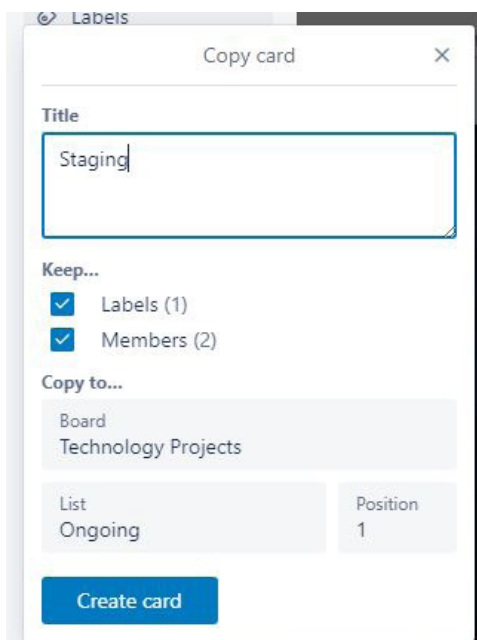 Labels
Copy card
Title
Staging
Keep...
Labels (1)
Members (2)
Copy to...
Board
Technology Projects
List
Ongoing
Position
1
Create card